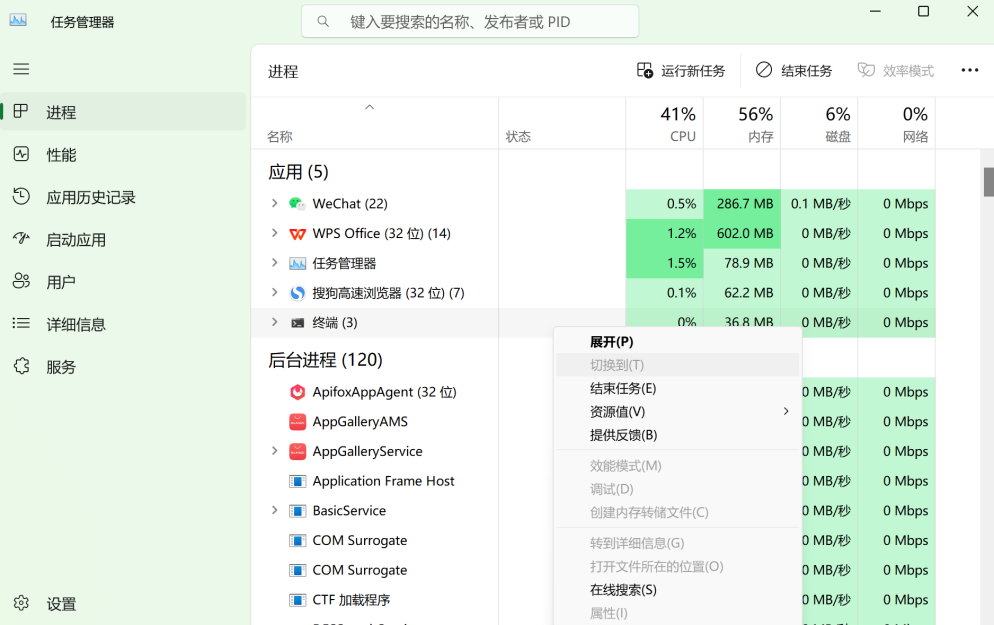 任务管理器
键入要搜索的名称、发布者或 PID
进程
运行新任务
结束任务
效率模式
进程
性能
应用历史记录
启动应用
用户
详细信息
服务
设置
名称 状态 41% CPU 56% 内存 6% 磁盘 0% 网络
应用 (5)
WeChat (22) 0.5% 286.7 MB 0.1 MB/秒 0 Mbps
WPS Office (32 位) (14) 1.2% 602.0 MB 0 MB/秒 0 Mbps
任务管理器 1.5% 78.9 MB 0 MB/秒 0 Mbps
搜狗高速浏览器 (32 位) (7) 0.1% 62.2 MB 0 MB/秒 0 Mbps
终端 (3) 0% 36.8 MB 0 MB/秒 0 Mbps
后台进程 (120)
ApifoxAppAgent (32 位) 0 MB/秒 0 Mbps
AppGalleryAMS 0 MB/秒 0 Mbps
AppGalleryService 0 MB/秒 0 Mbps
Application Frame Host 0 MB/秒 0 Mbps
BasicService 0 MB/秒 0 Mbps
COM Surrogate 0 MB/秒 0 Mbps
COM Surrogate 0 MB/秒 0 Mbps
CTF 加载程序 0 MB/秒 0 Mbps
展开(P)
切换到(T)
结束任务(E)
资源值(V)
提供反馈(B)
效能模式(M)
调试(D)
创建内存转储文件(C)
转到详细信息(G)
打开文件所在的位置(O)
在线搜索(S)
属性(I)